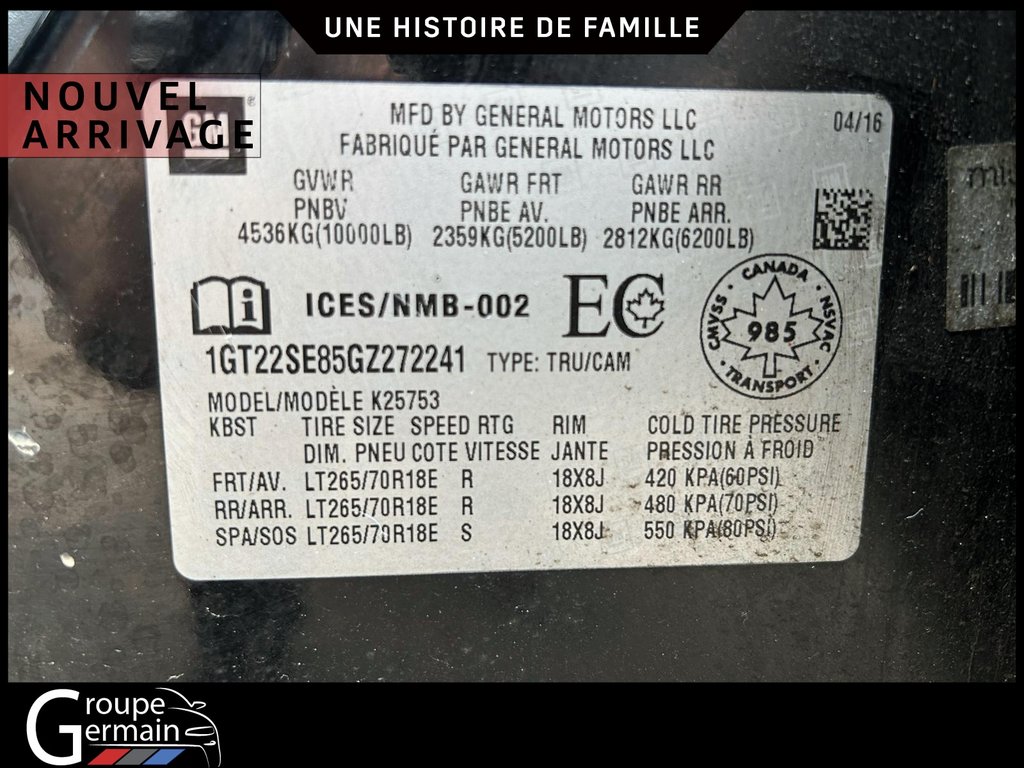 UNE HISTOIRE DE FAMILLE
NOUVEL
ARRIVAGE
GM
MFD BY GENERAL MOTORS LLC 04/16
FABRIQUÉ PAR GENERAL MOTORS LLC
GVWR GAWR FRT GAWR RR
PNBV PNBE AV. PNBE ARR.
4536KG(10000LB) 2359KG(5200LB) 2812KG(6200LB)
ICES/NMB-002 EC
CANADA
CMVSS 985 NSVAC
TRANSPORT
1GT22SE85GZ272241 TYPE: TRU/CAM
MODEL/MODÈLE K25753
KBST TIRE SIZE SPEED RTG RIM COLD TIRE PRESSURE
DIM. PNEU COTE VITESSE JANTE PRESSION À FROID
FRT/AV. LT265/70R18E R 18X8J 420 KPA(60PSI)
RR/ARR. LT265/70R18E R 18X8J 480 KPA(70PSI)
SPA/SOS LT265/70R18E S 18X8J 550 KPA(80PSI)
Groupe
Germain